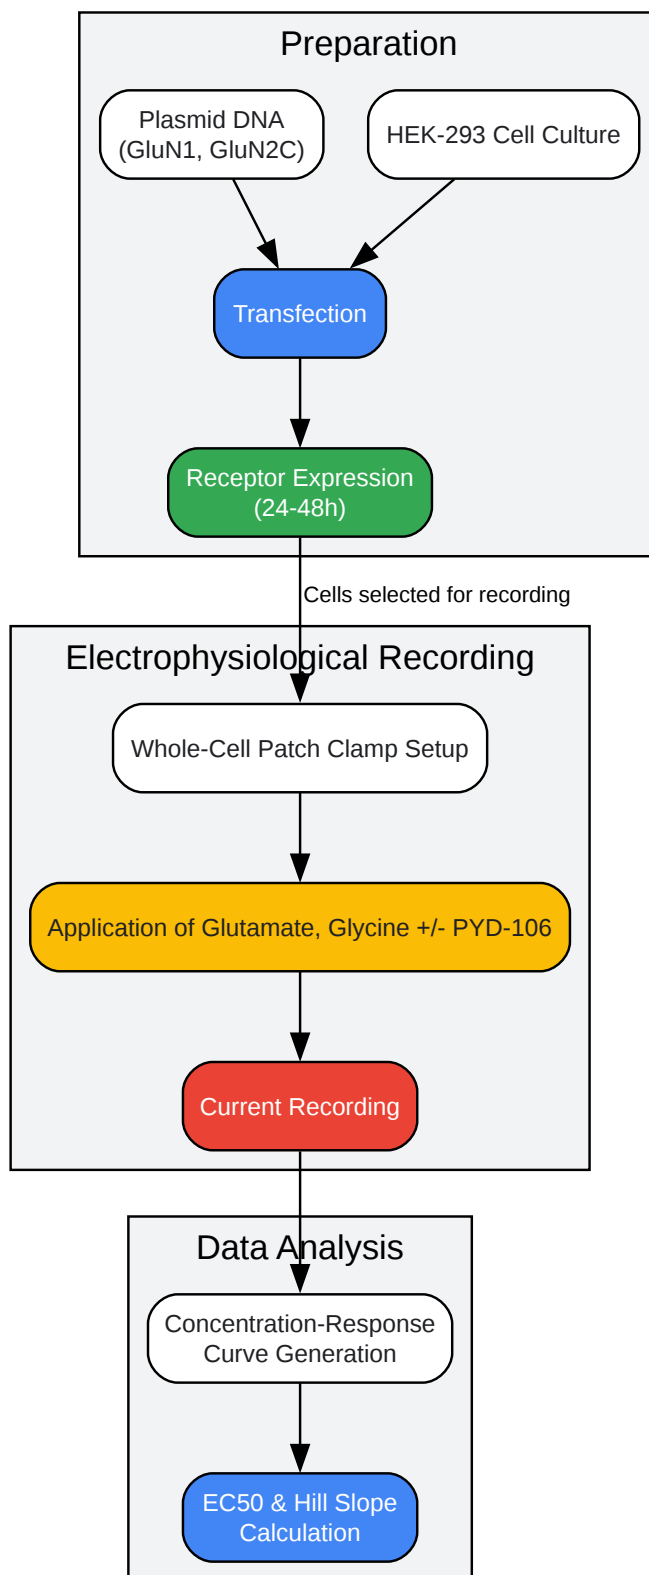 Preparation
Plasmid DNA
(GluN1, GluN2C)
HEK-293 Cell Culture
Transfection
Receptor Expression
(24-48h)
Cells selected for recording
Electrophysiological Recording
Whole-Cell Patch Clamp Setup
Application of Glutamate, Glycine +/- PYD-106
Current Recording
Data Analysis
Concentration-Response
Curve Generation
EC50 & Hill Slope
Calculation